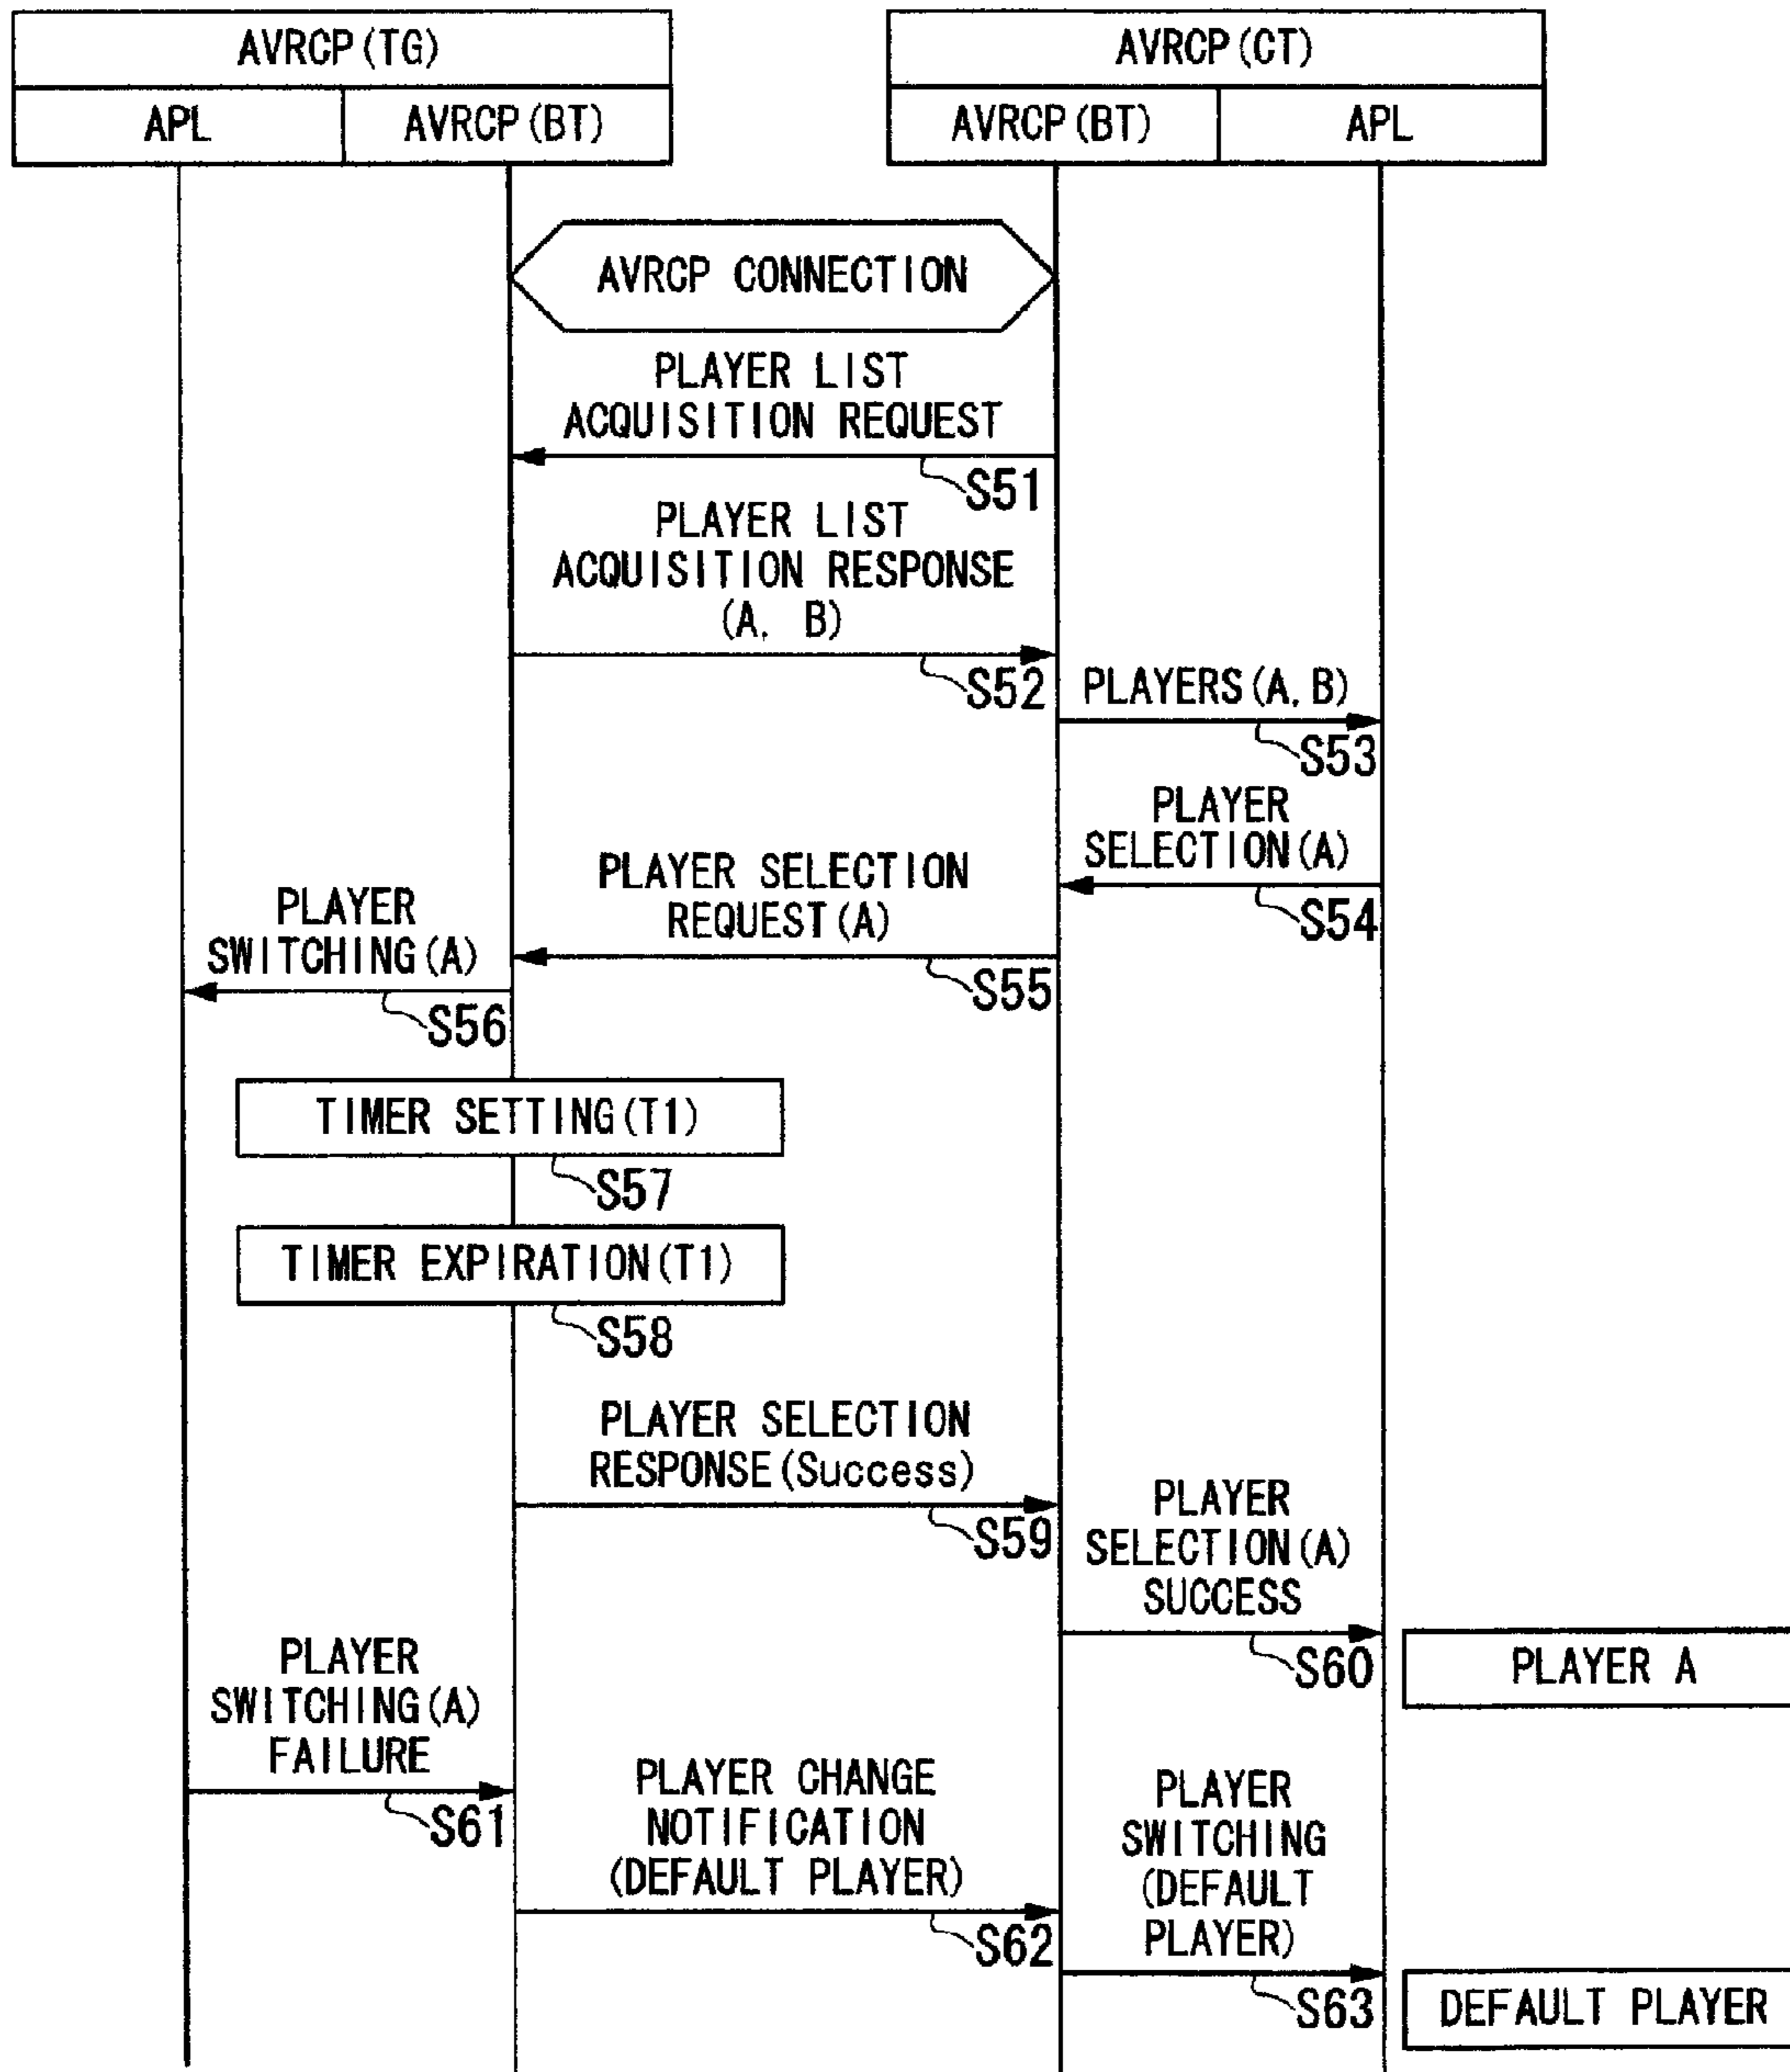 AVRCP(TG)
AVRCP(CT)
APL
AVRCP(BT)
AVRCP(BT)
APL
AVRCP CONNECTION
PLAYER LIST
ACQUISITION REQUEST
S51
PLAYER LIST
ACQUISITION RESPONSE
(A, B)
S52
PLAYERS(A, B)
S53
PLAYER
SELECTION(A)
S54
PLAYER SELECTION
REQUEST(A)
S55
PLAYER
SWITCHING(A)
S56
TIMER SETTING(T1)
S57
TIMER EXPIRATION(T1)
S58
PLAYER SELECTION
RESPONSE(Success)
S59
PLAYER
SELECTION(A)
SUCCESS
S60
PLAYER A
PLAYER
SWITCHING(A)
FAILURE
S61
PLAYER CHANGE
NOTIFICATION
(DEFAULT PLAYER)
S62
PLAYER
SWITCHING
(DEFAULT
PLAYER)
S63
DEFAULT PLAYER